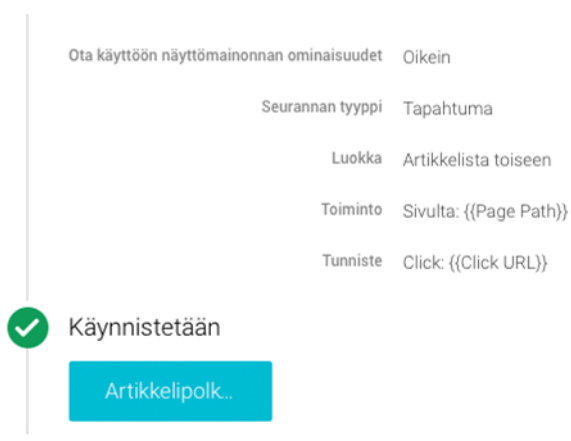 Ota käyttöön näyttömainonnan ominaisuudet Oikein
Seurannan tyyppi Tapahtuma
Luokka Artikkelista toiseen
Toiminto Sivulta: {{Page Path}}
Tunniste Click: {{Click URL}}
Käynnistetään
Artikkelipolk...